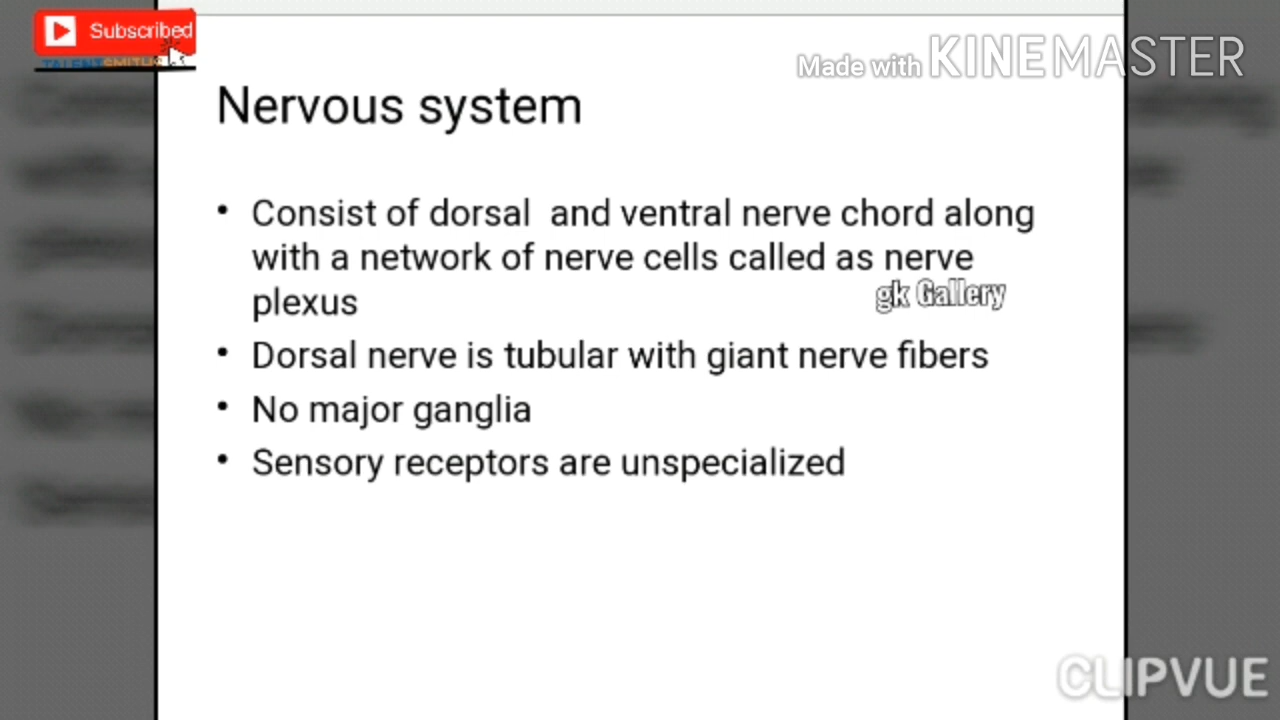 Subscribed
TALENTSMITHS
Made with KINEMASTER
Nervous system
• Consist of dorsal and ventral nerve chord along
with a network of nerve cells called as nerve
plexus
gk Gallery
• Dorsal nerve is tubular with giant nerve fibers
• No major ganglia
• Sensory receptors are unspecialized
CLIPVUE